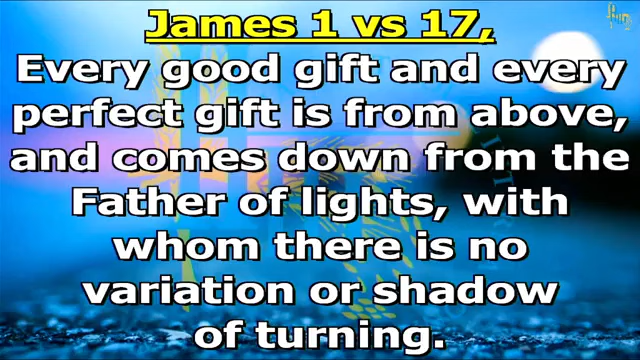 James 1 vs 17,
Every good gift and every
perfect gift is from above,
and comes down from the
Father of lights, with
whom there is no
variation or shadow
of turning.